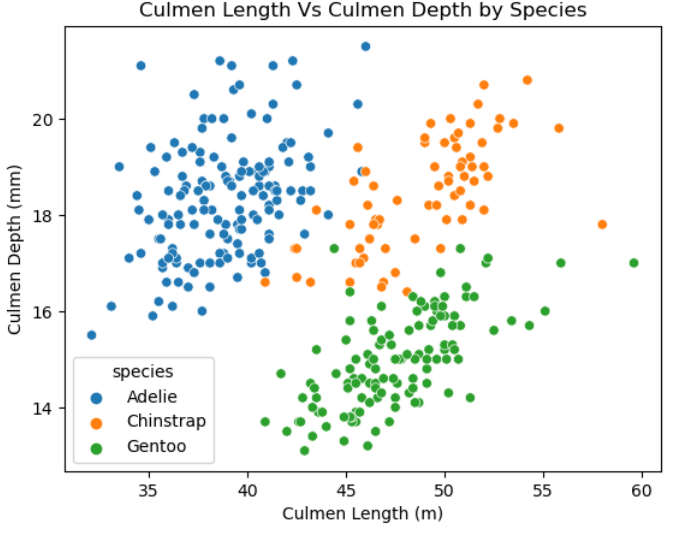 Culmen Length Vs Culmen Depth by Species
Culmen Depth (mm)
20
18
16
14
species
Adelie
Chinstrap
Gentoo
35 40 45 50 55 60
Culmen Length (m)